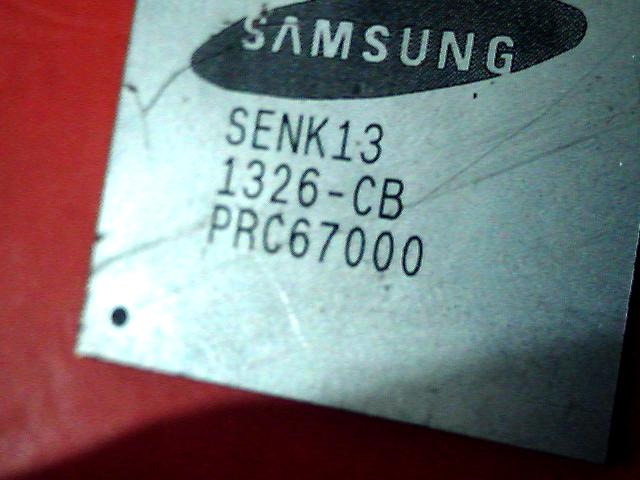 SAMSUNG
SENK13
1326-CB
PRC67000